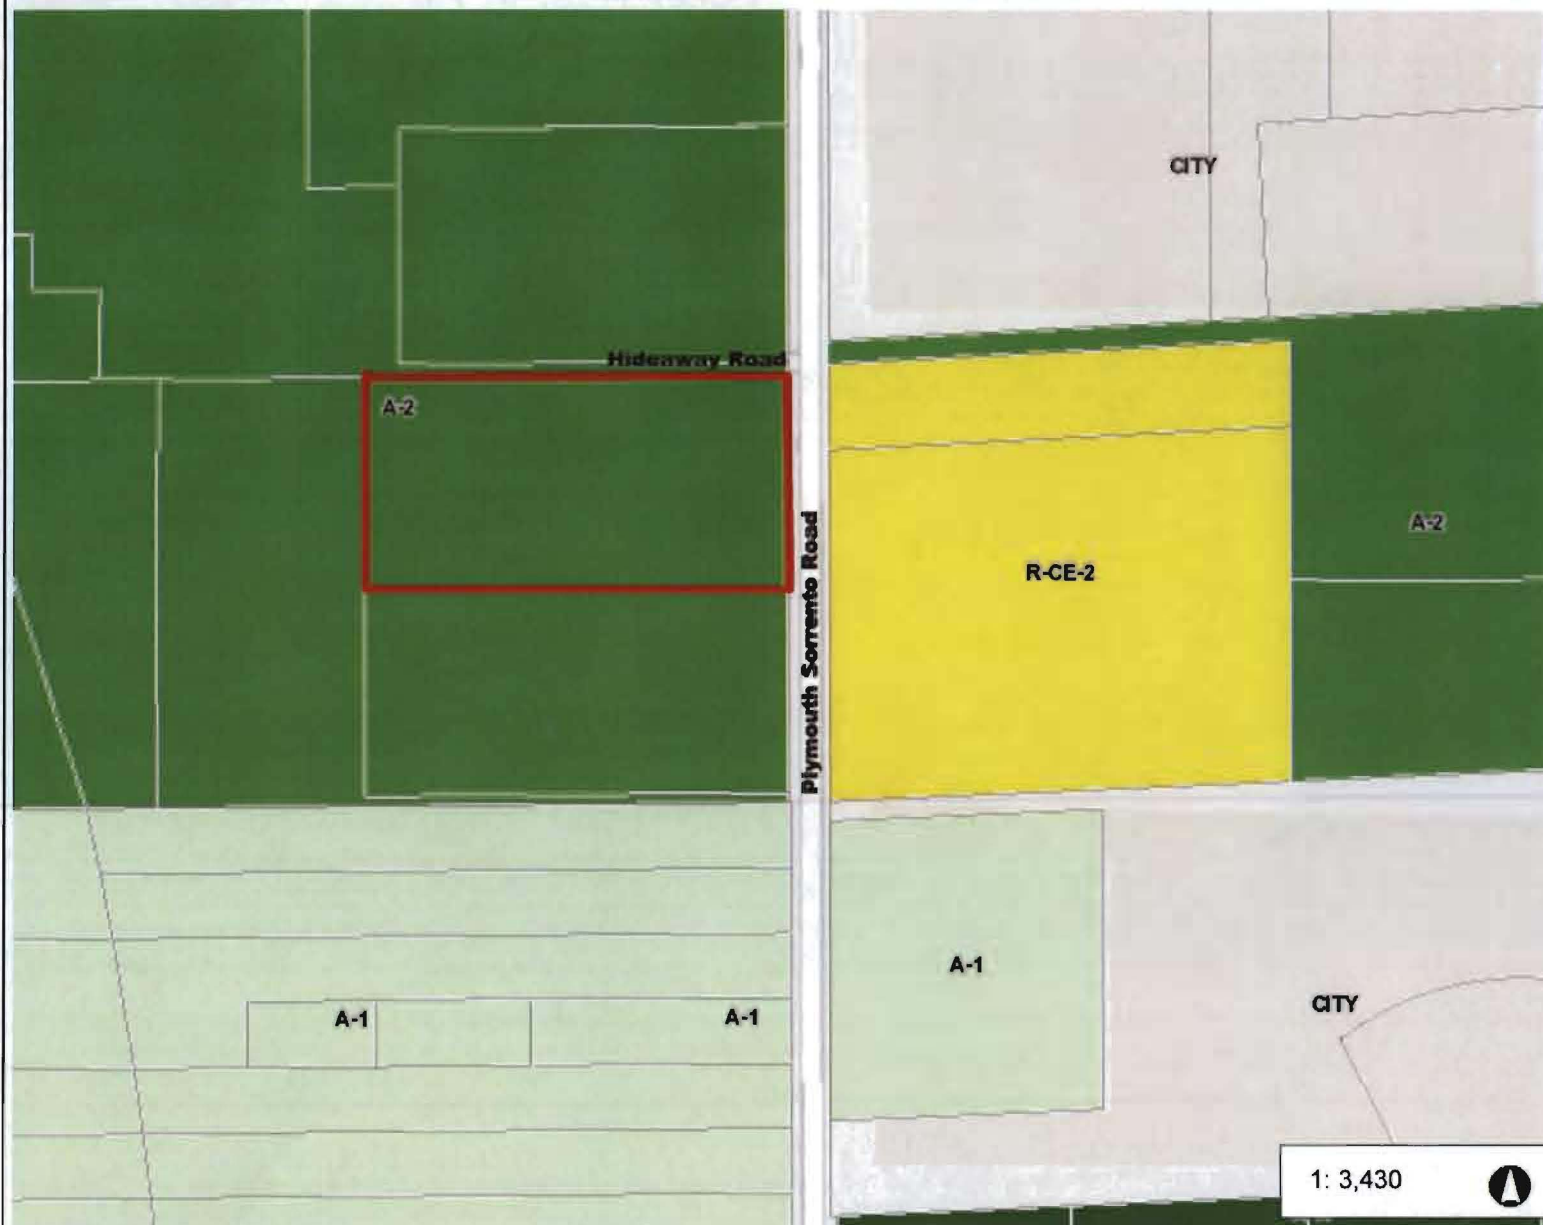 CITY
Hideaway Road
A-2
Plymouth Sorrento Road
A-2
R-CE-2
A-1
CITY
A-1
A-1
1: 3,430